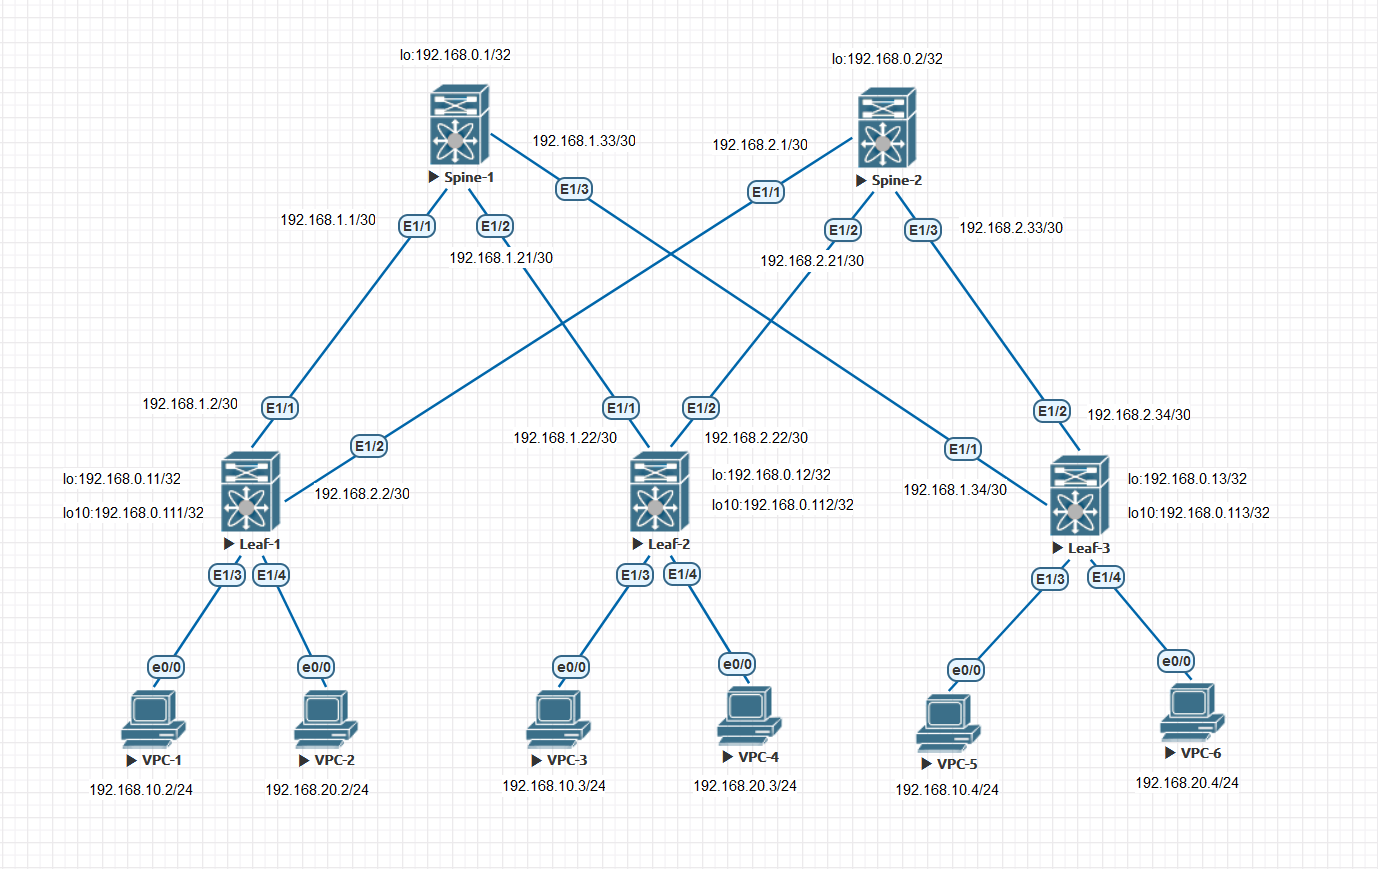 lo:192.168.0.1/32
lo:192.168.0.2/32
192.168.1.33/30
192.168.2.1/30
Spine-1
Spine-2
E1/3
E1/1
192.168.1.1/30
E1/1
E1/2
E1/2
E1/3
192.168.2.33/30
192.168.1.21/30
192.168.2.21/30
192.168.1.2/30
E1/1
E1/1
E1/2
E1/2
192.168.2.34/30
E1/2
192.168.1.22/30
192.168.2.22/30
E1/1
lo:192.168.0.11/32
192.168.2.2/30
lo:192.168.0.12/32
192.168.1.34/30
lo:192.168.0.13/32
lo10:192.168.0.111/32
lo10:192.168.0.112/32
lo10:192.168.0.113/32
Leaf-1
Leaf-2
Leaf-3
E1/3
E1/4
E1/3
E1/4
E1/3
E1/4
e0/0
e0/0
e0/0
e0/0
e0/0
e0/0
VPC-1
VPC-2
VPC-3
VPC-4
VPC-5
VPC-6
192.168.10.2/24
192.168.20.2/24
192.168.10.3/24
192.168.20.3/24
192.168.10.4/24
192.168.20.4/24